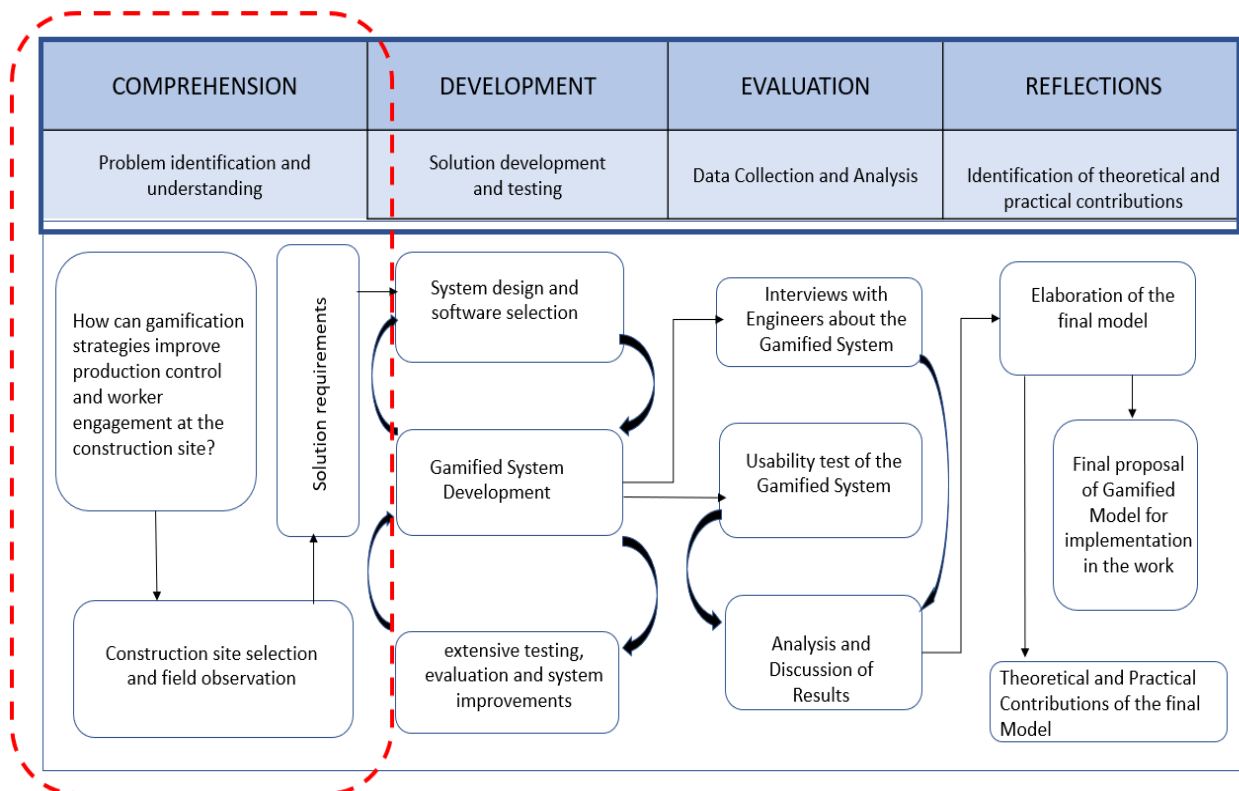 COMPREHENSION
DEVELOPMENT
EVALUATION
REFLECTIONS
Problem identification and
understanding
Solution development
and testing
Data Collection and Analysis
Identification of theoretical and
practical contributions
How can gamification
strategies improve
production control
and worker
engagement at the
construction site?
Solution requirements
Construction site selection
and field observation
System design and
software selection
Gamified System
Development
extensive testing,
evaluation and system
improvements
Interviews with
Engineers about the
Gamified System
Usability test of the
Gamified System
Analysis and
Discussion of
Results
Elaboration of the
final model
Final proposal
of Gamified
Model for
implementation
in the work
Theoretical and Practical
Contributions of the final
Model